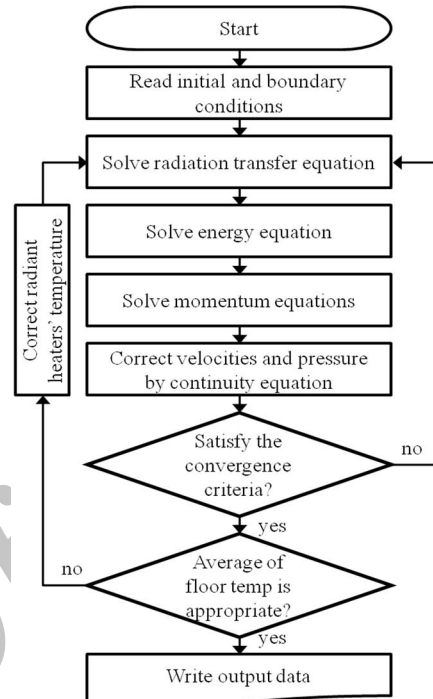 Start
Read initial and boundary
conditions
Solve radiation transfer equation
Solve energy equation
Correct radiant
heaters' temperature
Solve momentum equations
Correct velocities and pressure
by continuity equation
Satisfy the
convergence
criteria?
no
yes
Average of
floor temp is
appropriate?
no
yes
Write output data